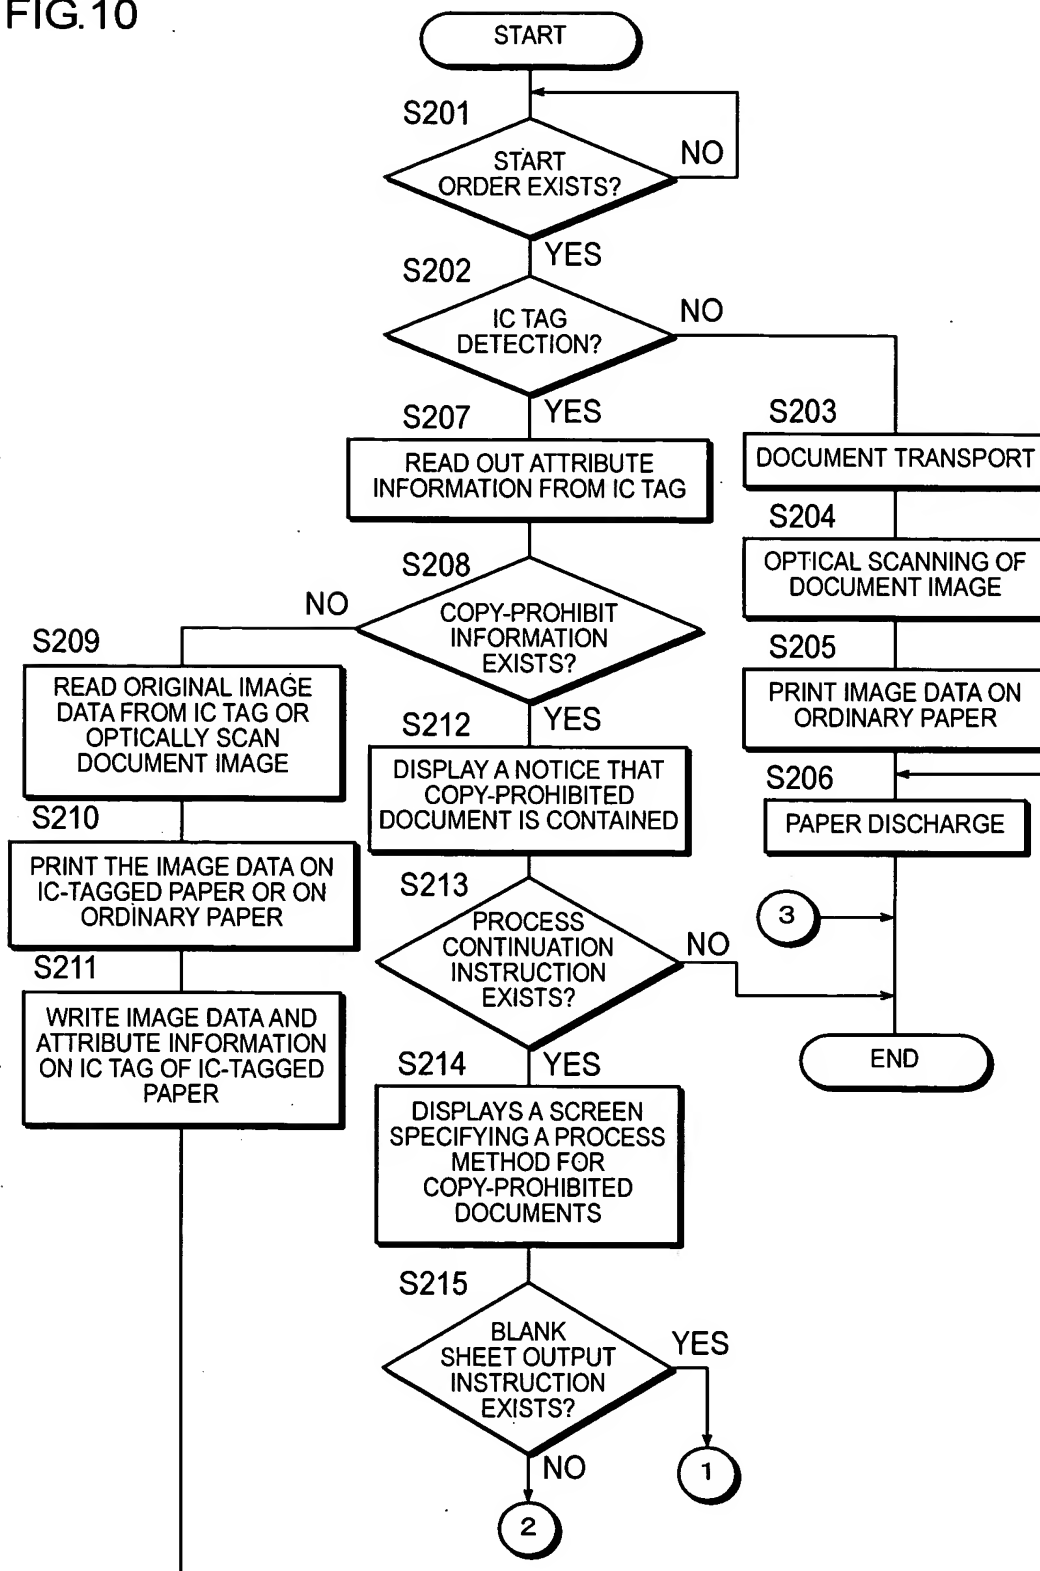 FIG.10
START
S201
START
ORDER EXISTS?
NO
YES
S202
IC TAG
DETECTION?
NO
YES
S207
READ OUT ATTRIBUTE
INFORMATION FROM IC TAG
S203
DOCUMENT TRANSPORT
S204
OPTICAL SCANNING OF
DOCUMENT IMAGE
S205
PRINT IMAGE DATA ON
ORDINARY PAPER
S206
PAPER DISCHARGE
S208
COPY-PROHIBIT
INFORMATION
EXISTS?
NO
YES
S209
READ ORIGINAL IMAGE
DATA FROM IC TAG OR
OPTICALLY SCAN
DOCUMENT IMAGE
S210
PRINT THE IMAGE DATA ON
IC-TAGGED PAPER OR ON
ORDINARY PAPER
S211
WRITE IMAGE DATA AND
ATTRIBUTE INFORMATION
ON IC TAG OF IC-TAGGED
PAPER
S212
DISPLAY A NOTICE THAT
COPY-PROHIBITED
DOCUMENT IS CONTAINED
S213
PROCESS
CONTINUATION
INSTRUCTION
EXISTS?
NO
YES
3
END
S214
DISPLAYS A SCREEN
SPECIFYING A PROCESS
METHOD FOR
COPY-PROHIBITED
DOCUMENTS
S215
BLANK
SHEET OUTPUT
INSTRUCTION
EXISTS?
YES
1
NO
2